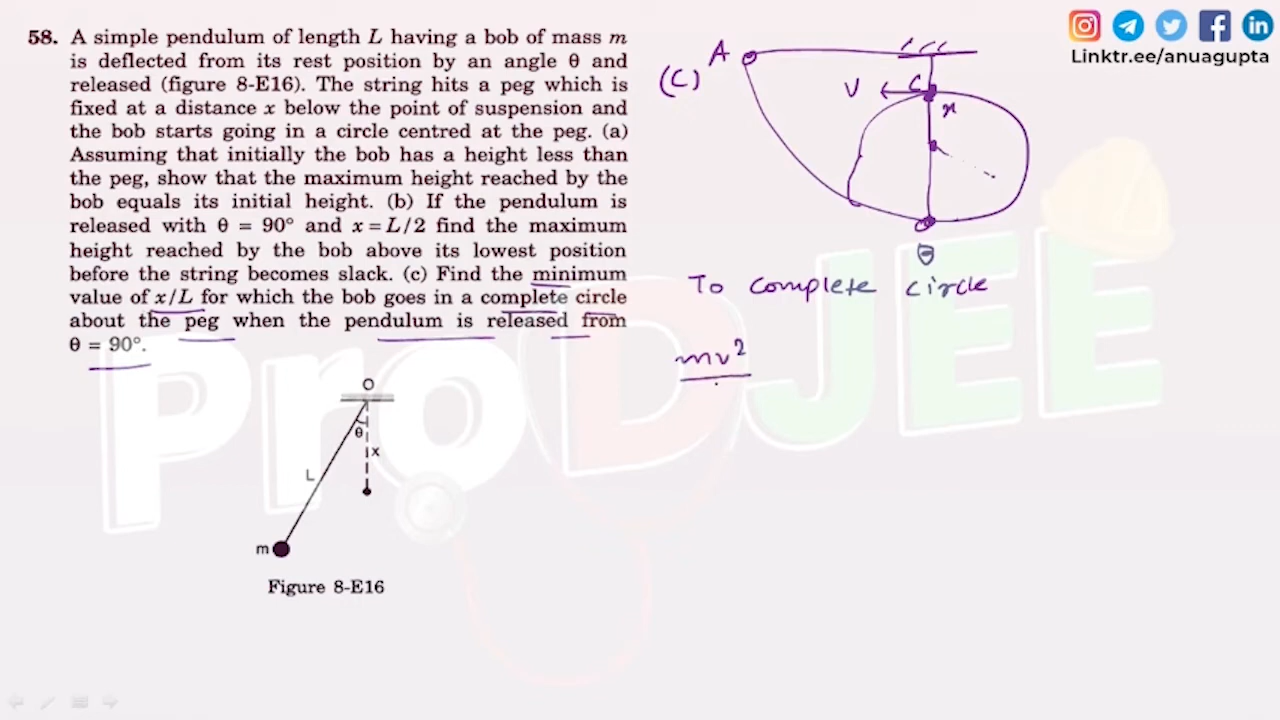 58. A simple pendulum of length L having a bob of mass m
is deflected from its rest position by an angle θ and
released (figure 8-E16). The string hits a peg which is
fixed at a distance x below the point of suspension and
the bob starts going in a circle centred at the peg. (a)
Assuming that initially the bob has a height less than
the peg, show that the maximum height reached by the
bob equals its initial height. (b) If the pendulum is
released with θ = 90° and x = L/2 find the maximum
height reached by the bob above its lowest position
before the string becomes slack. (c) Find the minimum
value of x/L for which the bob goes in a complete circle
about the peg when the pendulum is released from
θ = 90°.
O
θ
x
L
m
Figure 8-E16
(C)
A
V
C
x
B
To complete circle
mv²
Linktr.ee/anuagupta
ProDJEE